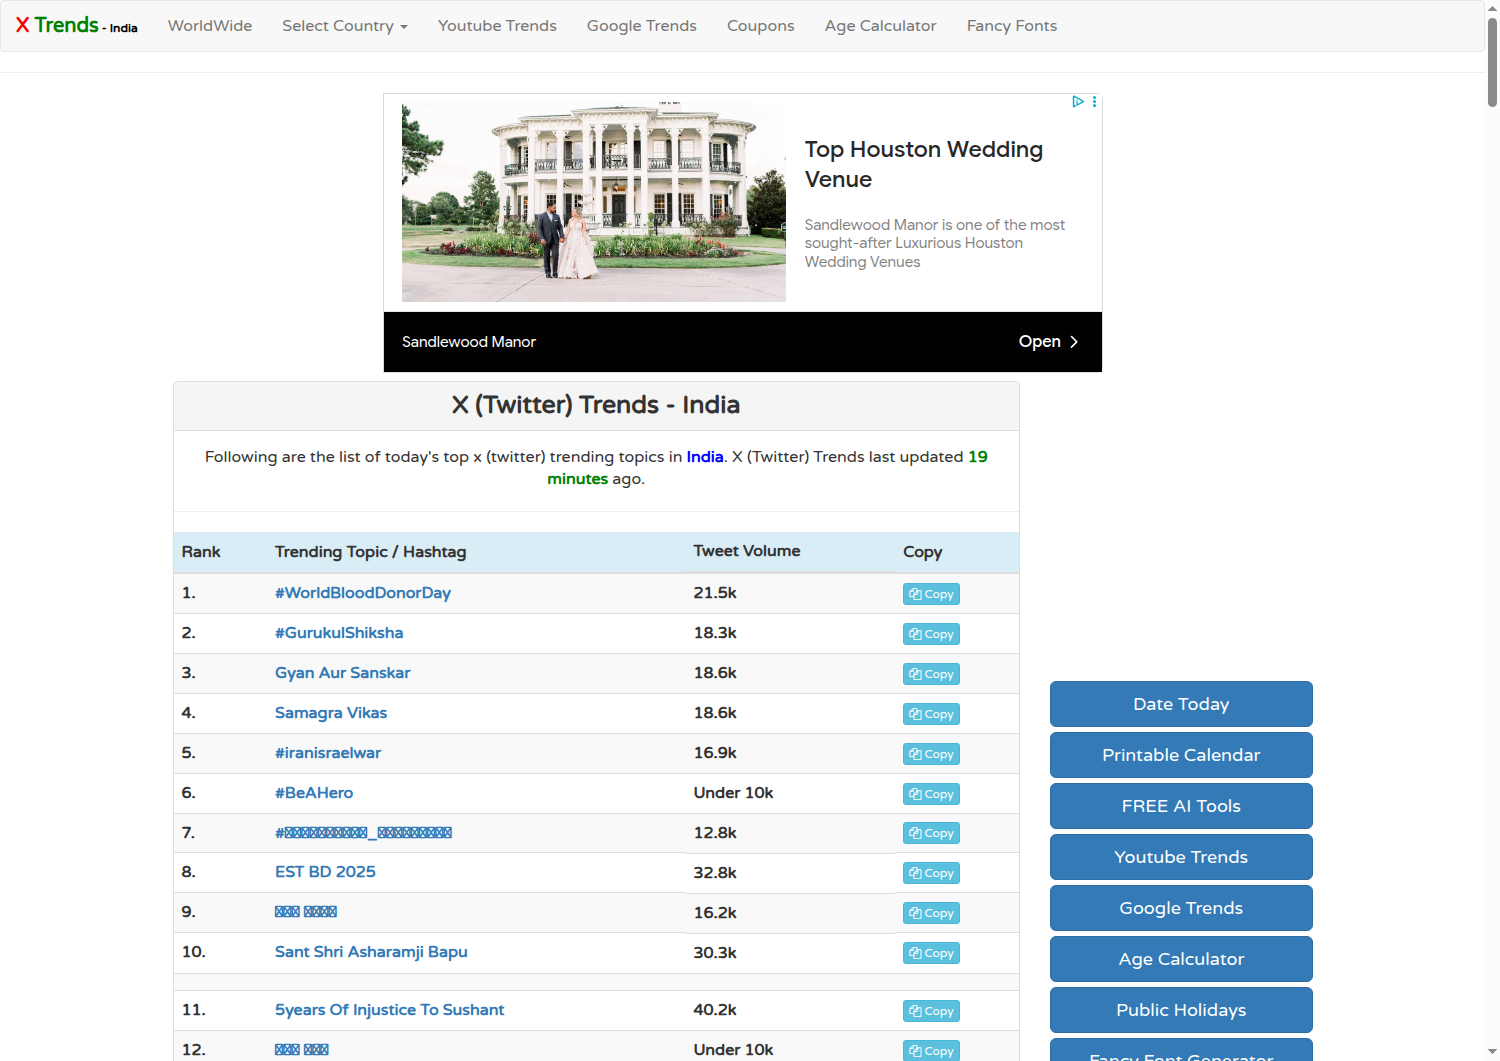 X Trends - India WorldWide Select Country Youtube Trends Google Trends Coupons Age Calculator Fancy Fonts
Top Houston Wedding
Venue
Sandlewood Manor is one of the most
sought-after Luxurious Houston
Wedding Venues
Sandlewood Manor Open
X (Twitter) Trends - India
Following are the list of today's top x (twitter) trending topics in India. X (Twitter) Trends last updated 19
minutes ago.
Rank Trending Topic / Hashtag Tweet Volume Copy
1. #WorldBloodDonorDay 21.5k Copy
2. #GurukulShiksha 18.3k Copy
3. Gyan Aur Sanskar 18.6k Copy
4. Samagra Vikas 18.6k Copy
5. #iranisraelwar 16.9k Copy
6. #BeAHero Under 10k Copy
7. 12.8k Copy
8. EST BD 2025 32.8k Copy
9. 16.2k Copy
10. Sant Shri Asharamji Bapu 30.3k Copy
11. 5years Of Injustice To Sushant 40.2k Copy
12. Under 10k Copy
Date Today
Printable Calendar
FREE AI Tools
Youtube Trends
Google Trends
Age Calculator
Public Holidays
Fancy Font Generator